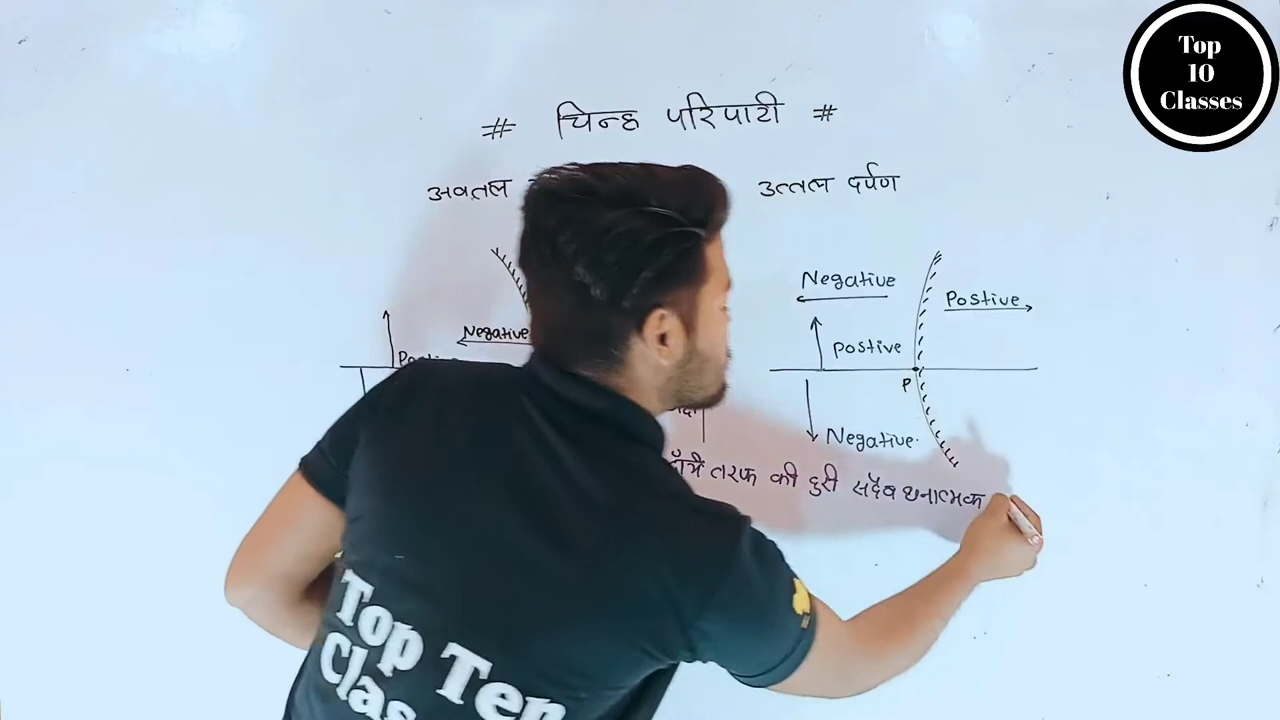 Top
10
Classes
# चिन्ह परिपाटी #
अवतल
उत्तल दर्पण
Negative
Postive
Negative
Postive
P
Negative.
तरफ की दुरी सदैव धनात्मक
Top Ten
Clas